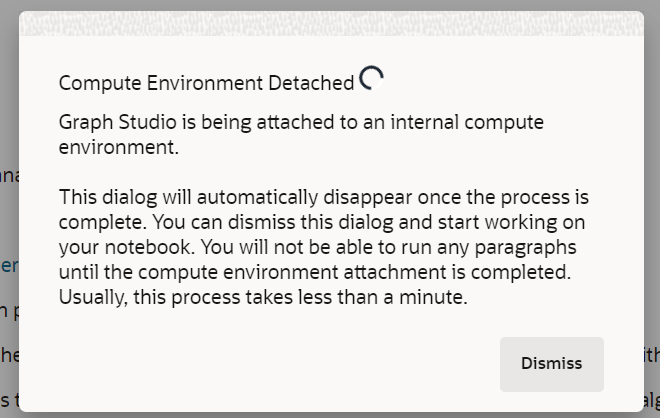 Compute Environment Detached
Graph Studio is being attached to an internal compute
environment.
This dialog will automatically disappear once the process is
complete. You can dismiss this dialog and start working on
your notebook. You will not be able to run any paragraphs
until the compute environment attachment is completed.
Usually, this process takes less than a minute.
Dismiss